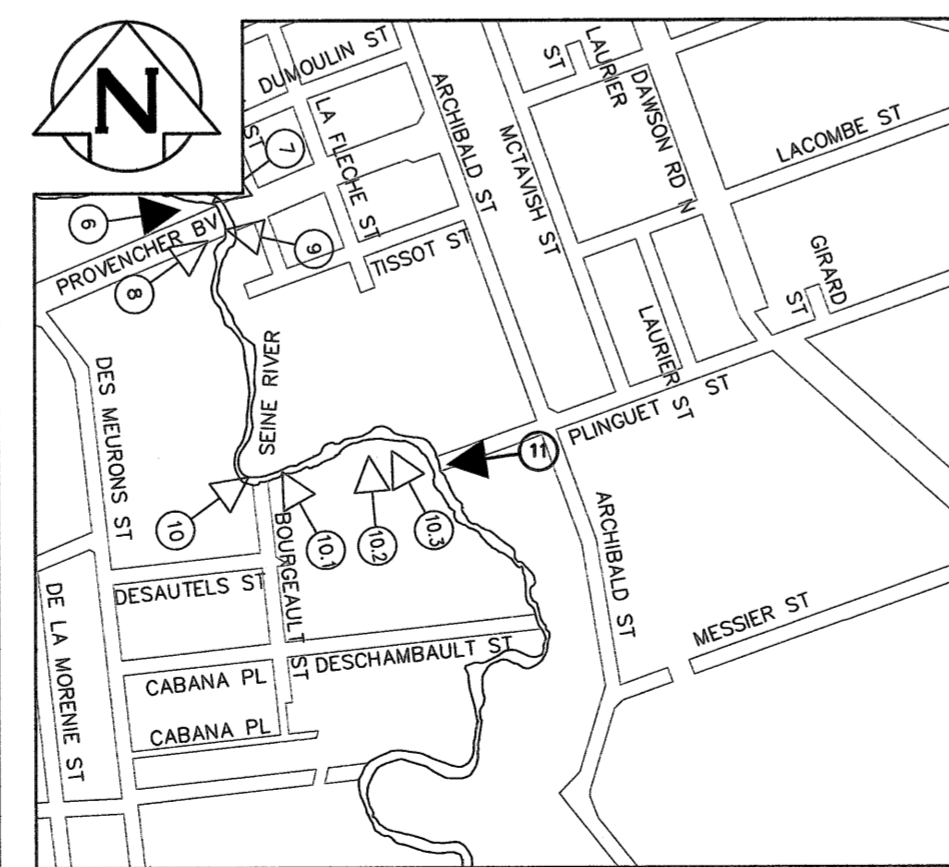 N
DUMOULIN ST
ST
7
LA FLECHE ST
ARCHIBALD ST
MCTAVISH ST
LAURIER
ST
DAWSON RD N
LACOMBE ST
GIRARD
ST
6
PROVENCHER BV
8
9
TISSOT ST
SEINE RIVER
DES MEURONS ST
LAURIER ST
PLINGUET ST
11
10
10.1
10.2
10.3
BOURGEAULT ST
ARCHIBALD ST
DESAUTELS ST
DE LA MORENIE ST
DESCHAMBAULT ST
MESSIER ST
CABANA PL
CABANA PL